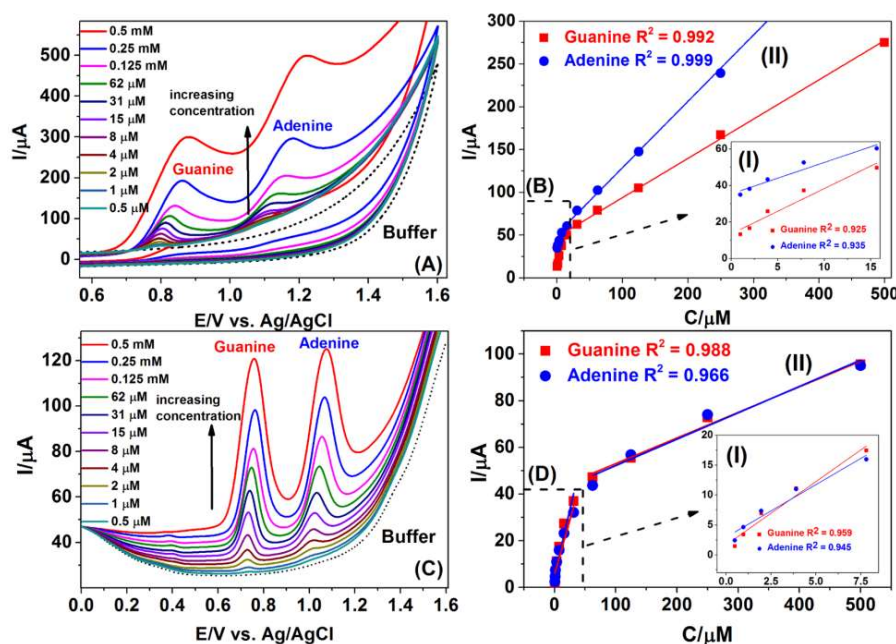 500
400
300
200
100
0
I/µA
0.5 mM
0.25 mM
0.125 mM
62 µM
31 µM
15 µM
8 µM
4 µM
2 µM
1 µM
0.5 µM
increasing
concentration
Adenine
Guanine
Buffer
(A)
0.6 0.8 1.0 1.2 1.4 1.6
E/V vs. Ag/AgCl
350
300
250
200
150
100
50
0
I/µA
Guanine R² = 0.992
Adenine R² = 0.999
(II)
(B)
60
40
20
0
(I)
Guanine R² = 0.925
Adenine R² = 0.935
0 5 10 15
0 100 200 300 400 500
C/µM
140
120
100
80
60
40
I/µA
0.5 mM
0.25 mM
0.125 mM
62 µM
31 µM
15 µM
8 µM
4 µM
2 µM
1 µM
0.5 µM
increasing
concentration
Guanine
Adenine
Buffer
(C)
0.0 0.2 0.4 0.6 0.8 1.0 1.2 1.4 1.6
E/V vs. Ag/AgCl
100
80
60
40
20
0
I/µA
Guanine R² = 0.988
Adenine R² = 0.966
(II)
(D)
20
15
10
5
0
(I)
Guanine R² = 0.959
Adenine R² = 0.945
0.0 2.5 5.0 7.5
0 100 200 300 400 500
C/µM